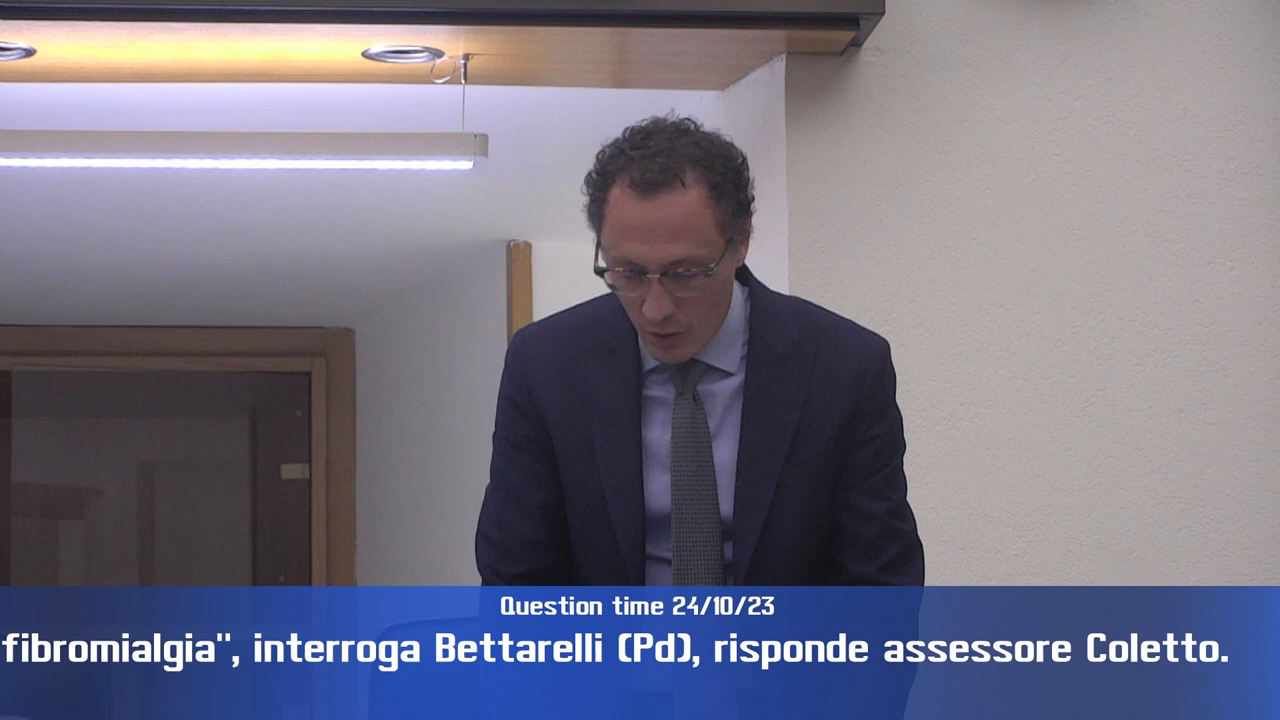 Question time 24/10/23
fibromialgia", interroga Bettarelli (Pd), risponde assessore Coletto.